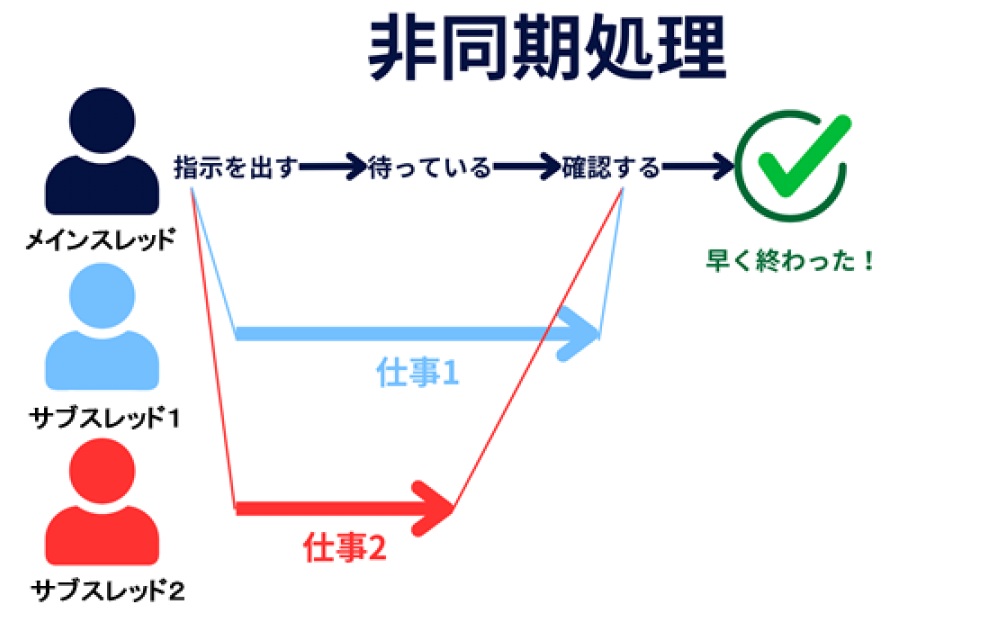 非同期処理
指示を出す
待っている
確認する
メインスレッド
早く終わった！
仕事1
サブスレッド1
仕事2
サブスレッド2